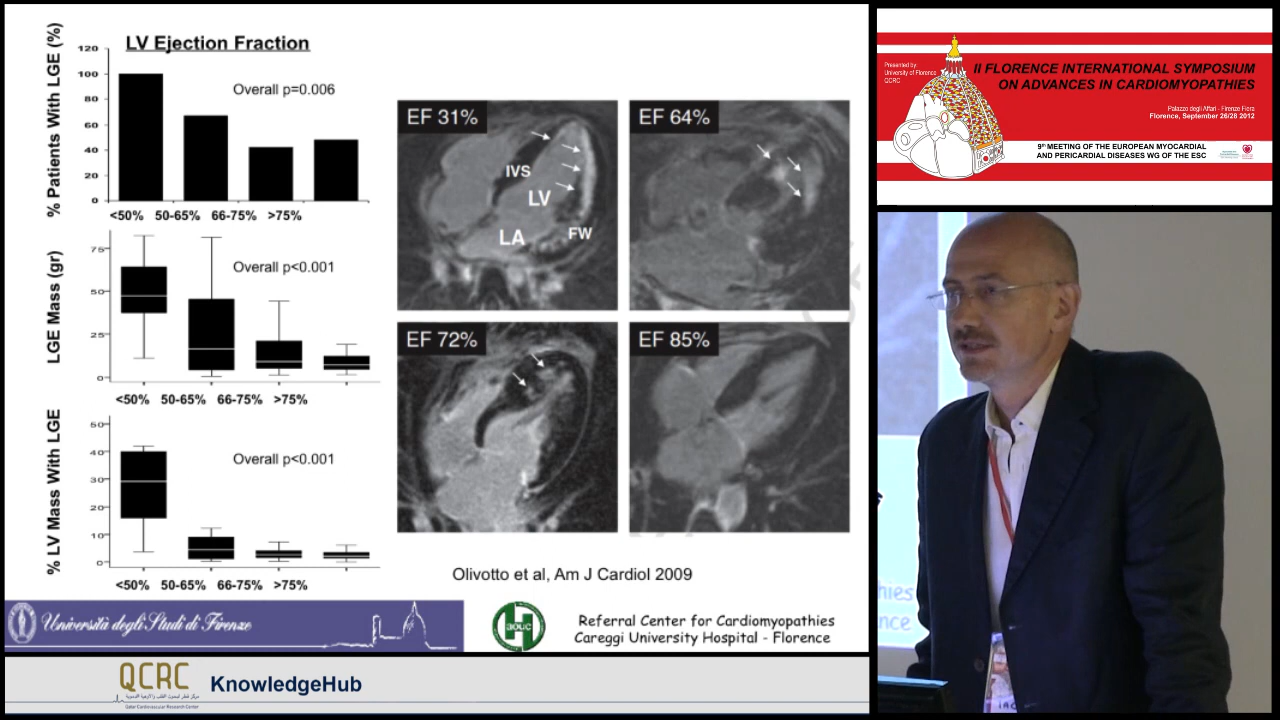 LV Ejection Fraction
% Patients With LGE (%)
120
100
80
60
40
20
0
Overall p=0.006
<50% 50-65% 66-75% >75%
LGE Mass (gr)
75
50
25
0
Overall p<0.001
<50% 50-65% 66-75% >75%
% LV Mass With LGE
50
40
30
20
10
0
Overall p<0.001
<50% 50-65% 66-75% >75%
EF 31%
IVS
LV
LA
FW
EF 64%
EF 72%
EF 85%
Olivotto et al, Am J Cardiol 2009
Università degli Studi di Firenze
aouc
Referral Center for Cardiomyopathies
Careggi University Hospital - Florence
QCRC
Qatar Cardiovascular Research Center
KnowledgeHub
Presented by:
University of Florence
QCRC
II FLORENCE INTERNATIONAL SYMPOSIUM
ON ADVANCES IN CARDIOMYOPATHIES
Palazzo degli Affari - Firenze Fiera
Florence, September 26/28 2012
9th MEETING OF THE EUROPEAN MYOCARDIAL
AND PERICARDIAL DISEASES WG OF THE ESC